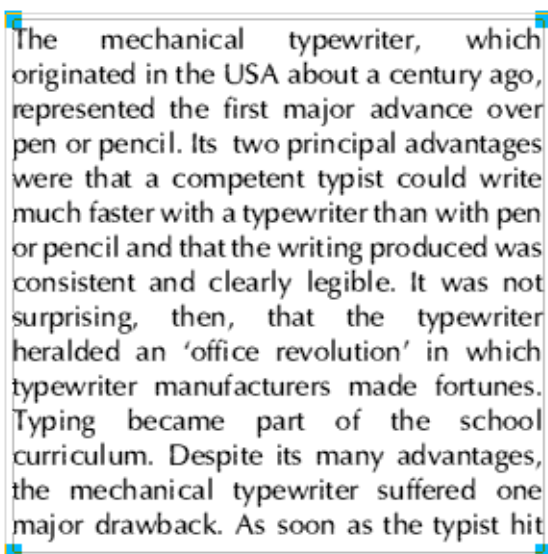 The mechanical typewriter, which
originated in the USA about a century ago,
represented the first major advance over
pen or pencil. Its two principal advantages
were that a competent typist could write
much faster with a typewriter than with pen
or pencil and that the writing produced was
consistent and clearly legible. It was not
surprising, then, that the typewriter
heralded an ‘office revolution’ in which
typewriter manufacturers made fortunes.
Typing became part of the school
curriculum. Despite its many advantages,
the mechanical typewriter suffered one
major drawback. As soon as the typist hit